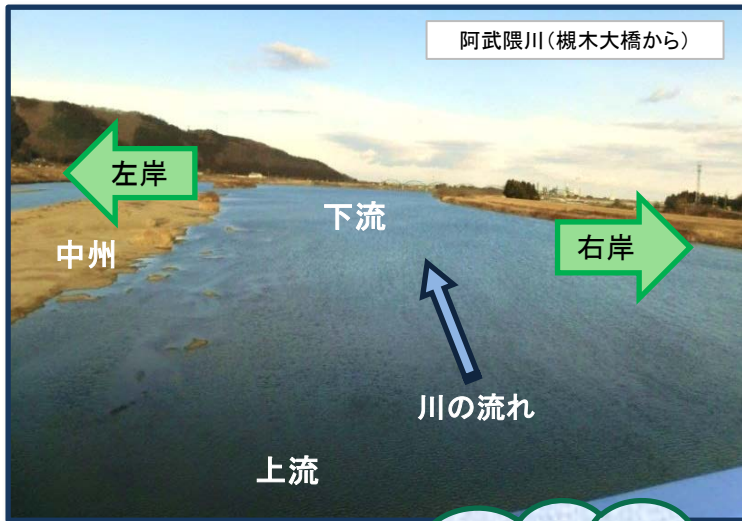 阿武隈川（槻木大橋から）
左岸
下流
中州
右岸
川の流れ
上流